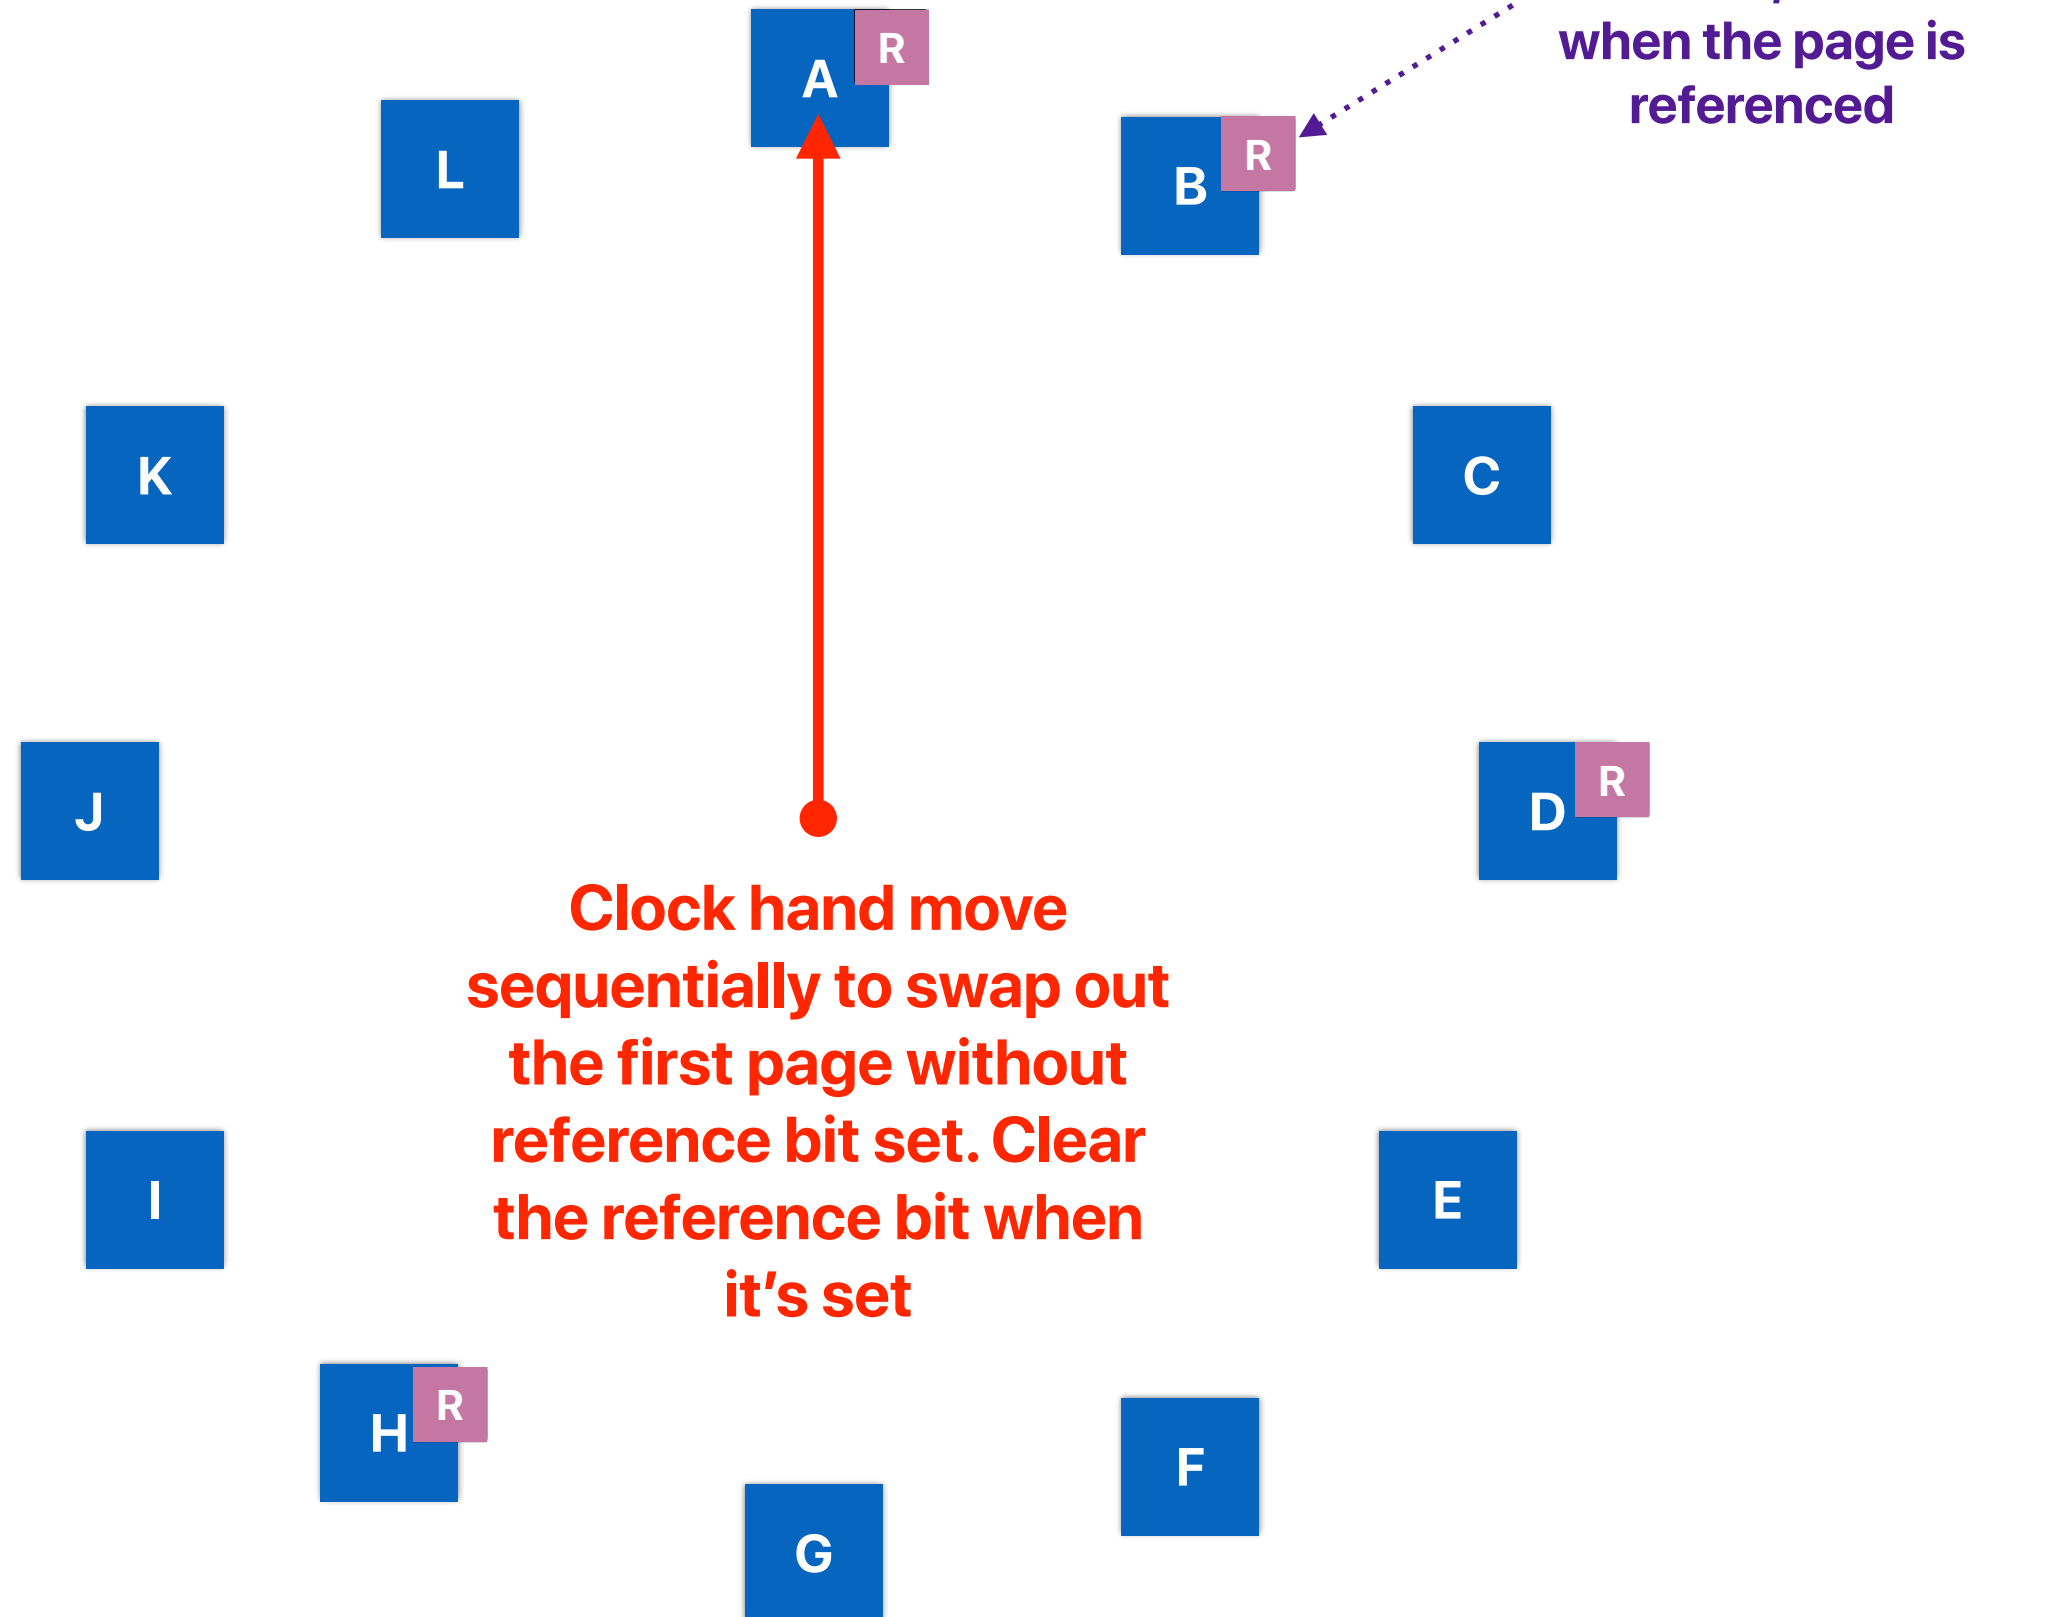 A
R
when the page is
referenced
L
B
R
K
C
J
D
R
Clock hand move
sequentially to swap out
the first page without
reference bit set. Clear
the reference bit when
it’s set
I
E
H
R
F
G